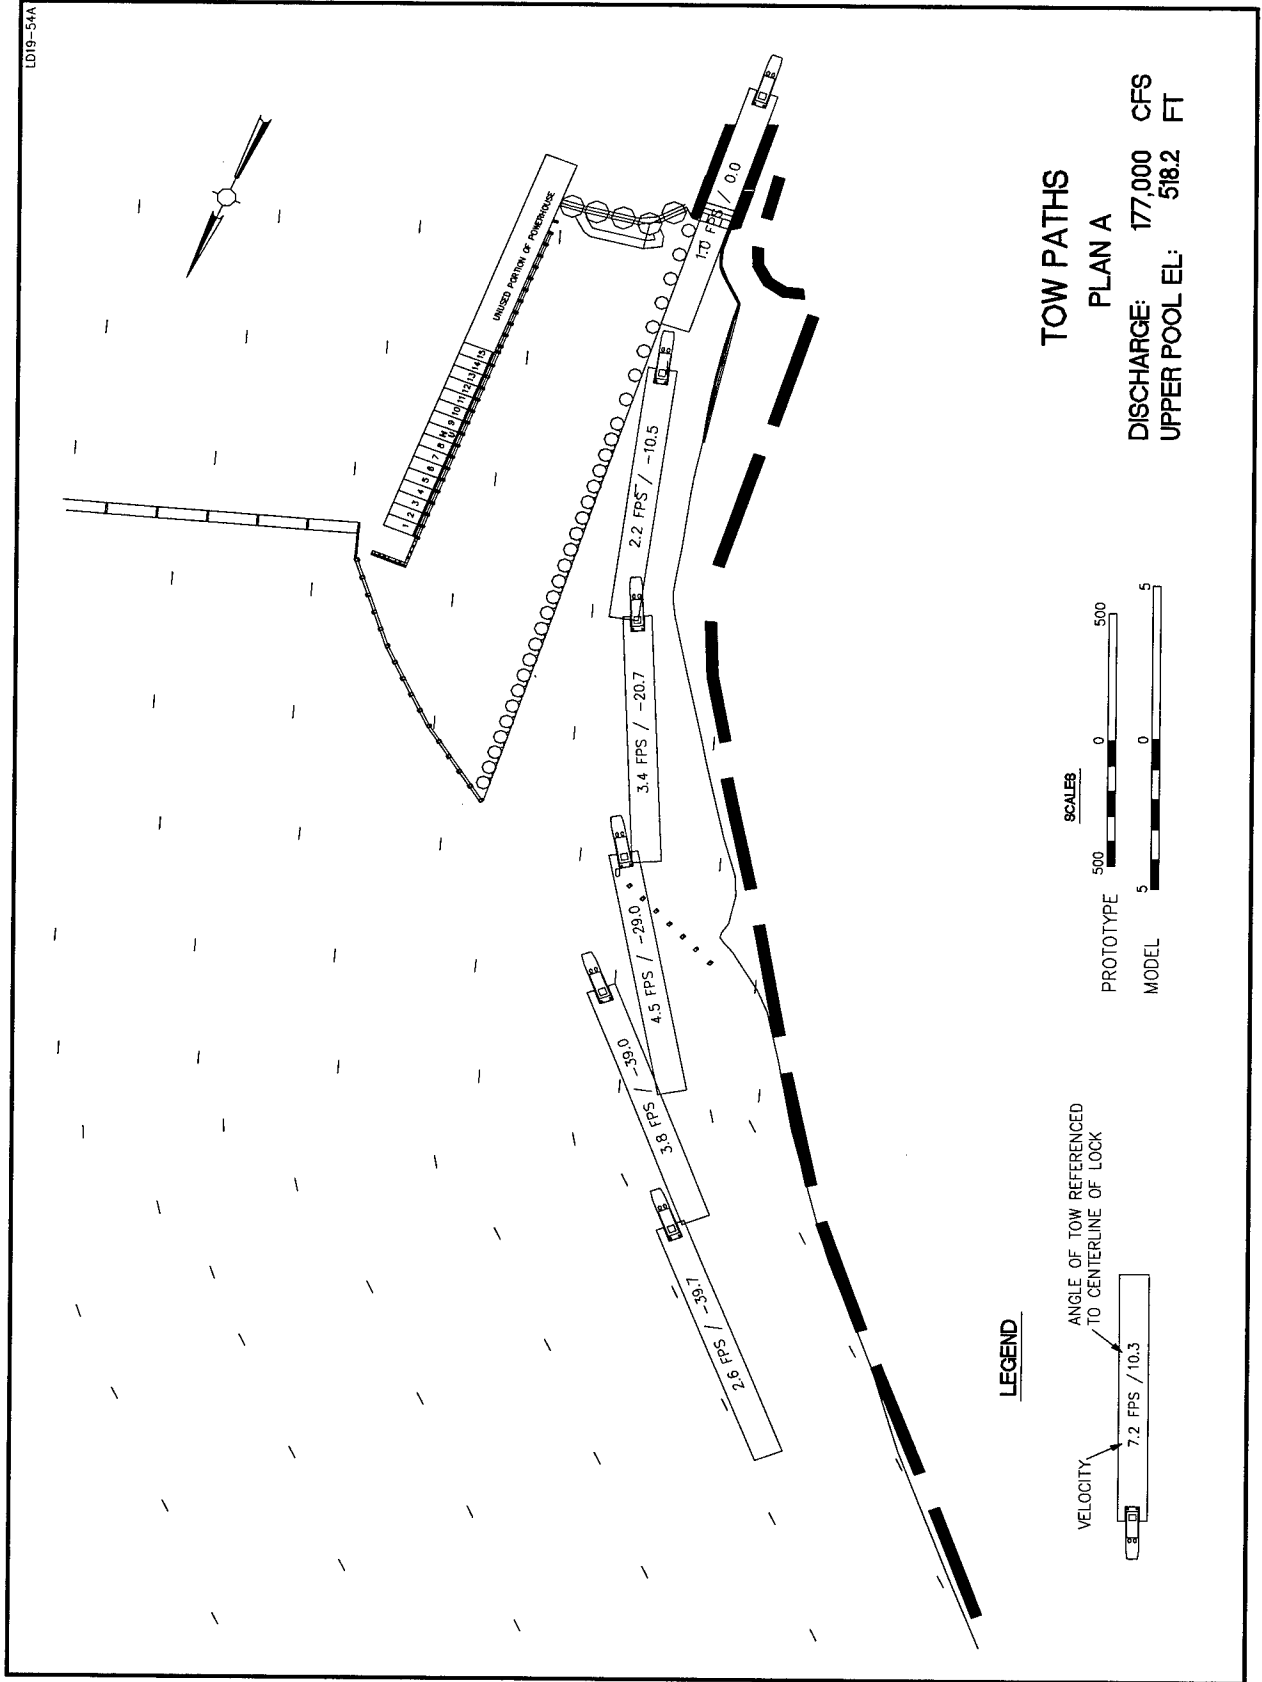 LD19-54A
UNUSED PORTION OF POWERHOUSE
1 2 3 4 5 6 7 8 9 10 11 12 13 14 15
1.0 FPS / 0.0
2.2 FPS / -10.5
3.4 FPS / -20.7
4.5 FPS / -29.0
3.8 FPS / -39.0
2.6 FPS / -39.7
TOW PATHS
PLAN A
DISCHARGE: 177,000 CFS
UPPER POOL EL: 518.2 FT
SCALES
PROTOTYPE 500 0 500
MODEL 5 0 5
LEGEND
VELOCITY
ANGLE OF TOW REFERENCED
TO CENTERLINE OF LOCK
7.2 FPS / 10.3